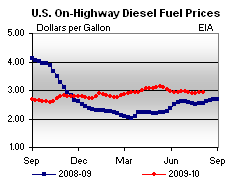 U.S. On-Highway Diesel Fuel Prices
Dollars per Gallon EIA
5.00
4.00
3.00
2.00
1.00
Sep Dec Mar Jun Sep
2008-09 2009-10